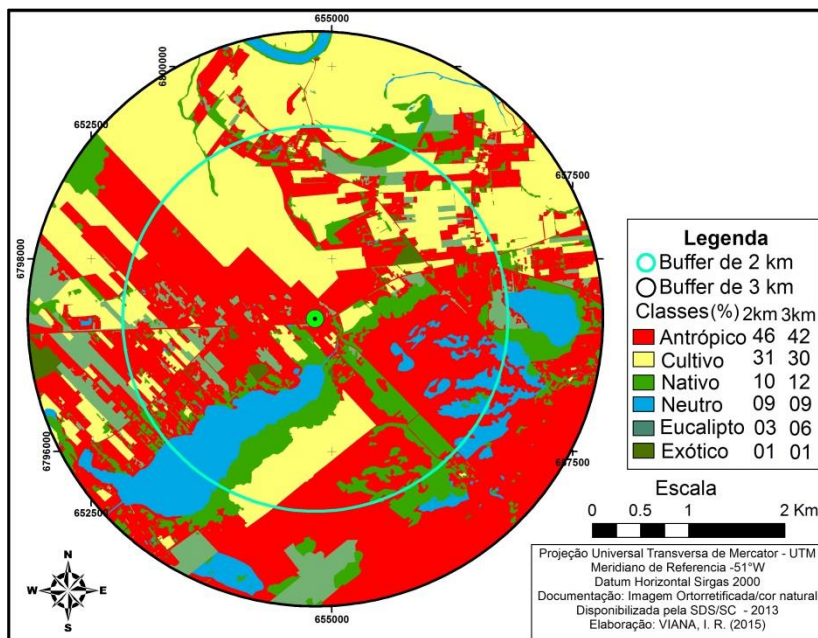 655000
6800000
652500
657500
6798000
6796000
652500
657500
655000
N
W E
S
Legenda
Buffer de 2 km
Buffer de 3 km
Classes(%) 2km 3km
Antrópico 46 42
Cultivo 31 30
Nativo 10 12
Neutro 09 09
Eucalipto 03 06
Exótico 01 01
Escala
0 0.5 1 2 Km
Projeção Universal Transversa de Mercator - UTM
Meridiano de Referencia -51°W
Datum Horizontal Sirgas 2000
Documentação: Imagem Ortorretificada/cor natural
Disponibilizada pela SDS/SC - 2013
Elaboração: VIANA, I. R. (2015)